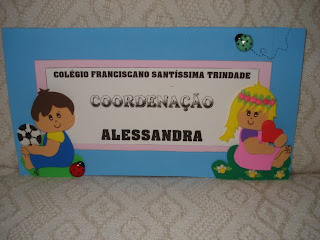 COLÉGIO FRANCISCANO SANTÍSSIMA TRINDADE
COORDENAÇÃO
ALESSANDRA